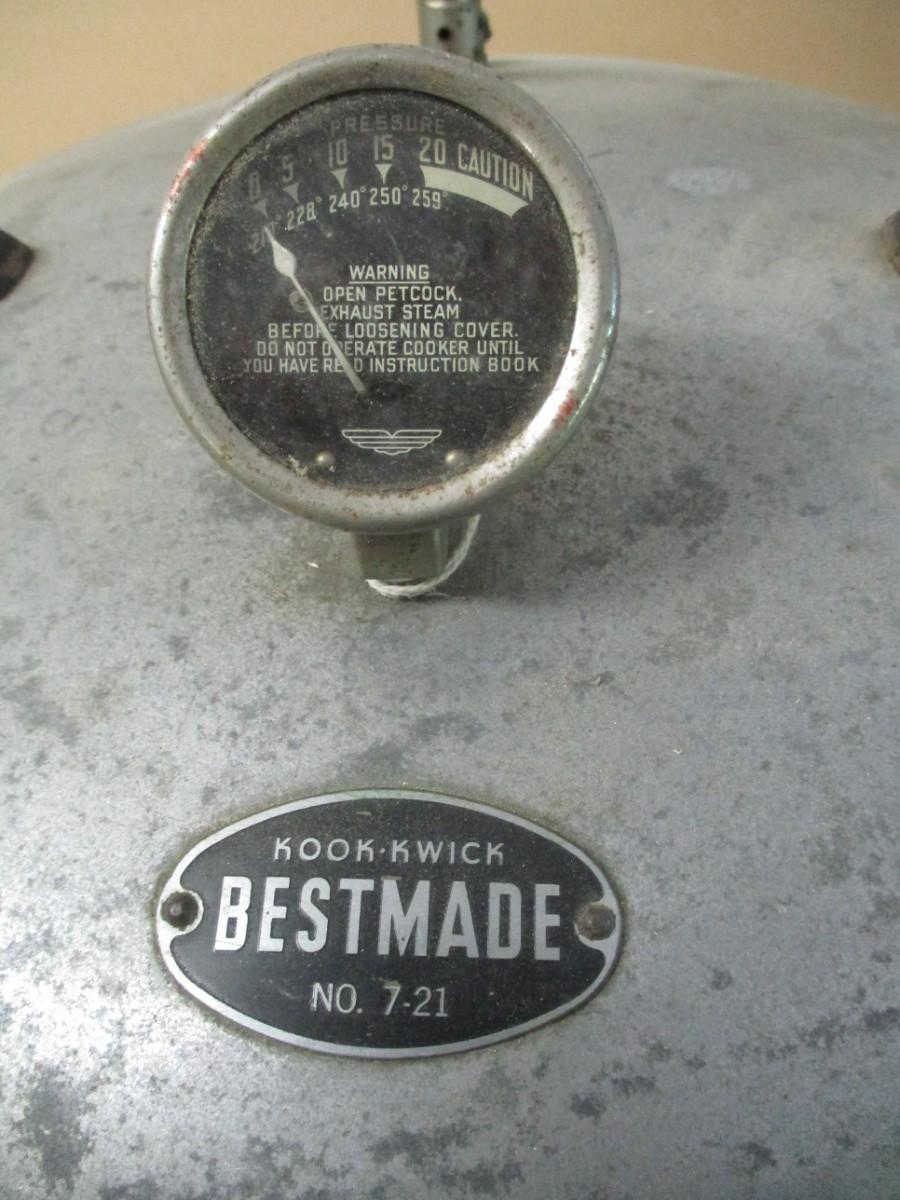 PRESSURE
0 5 10 15 20 CAUTION
228° 240° 250° 259°
WARNING
OPEN PETCOCK,
EXHAUST STEAM
BEFORE LOOSENING COVER.
DO NOT OPERATE COOKER UNTIL
YOU HAVE READ INSTRUCTION BOOK
KOOK-KWICK
BESTMADE
NO. 7-21